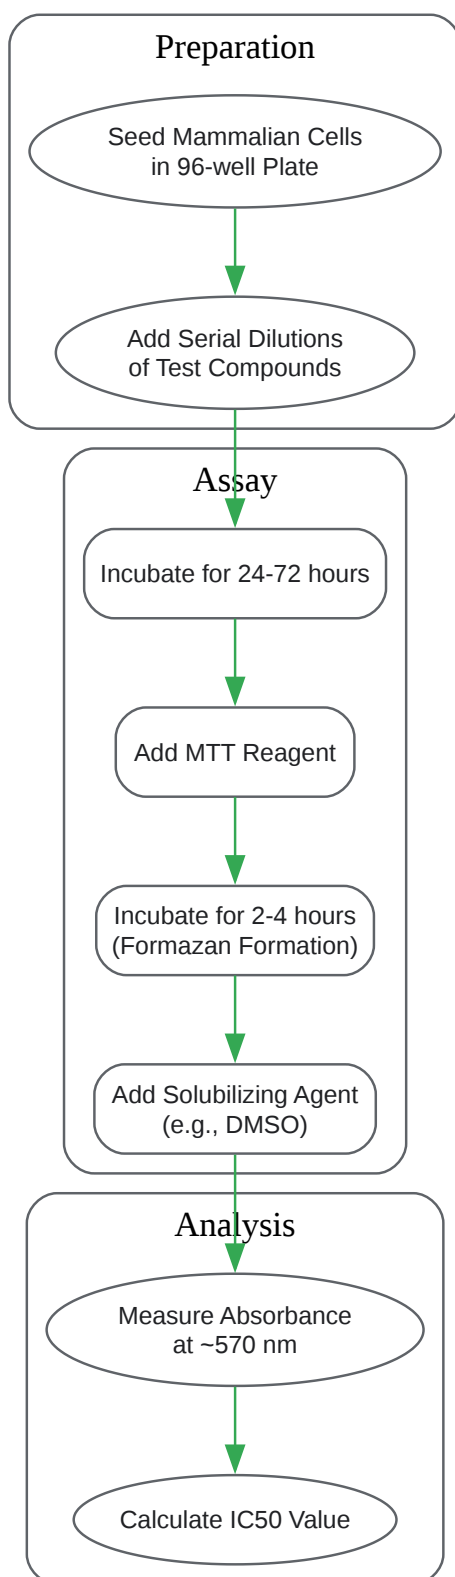 Preparation
Seed Mammalian Cells
in 96-well Plate
Add Serial Dilutions
of Test Compounds
Assay
Incubate for 24-72 hours
Add MTT Reagent
Incubate for 2-4 hours
(Formazan Formation)
Add Solubilizing Agent
(e.g., DMSO)
Analysis
Measure Absorbance
at ~570 nm
Calculate IC50 Value